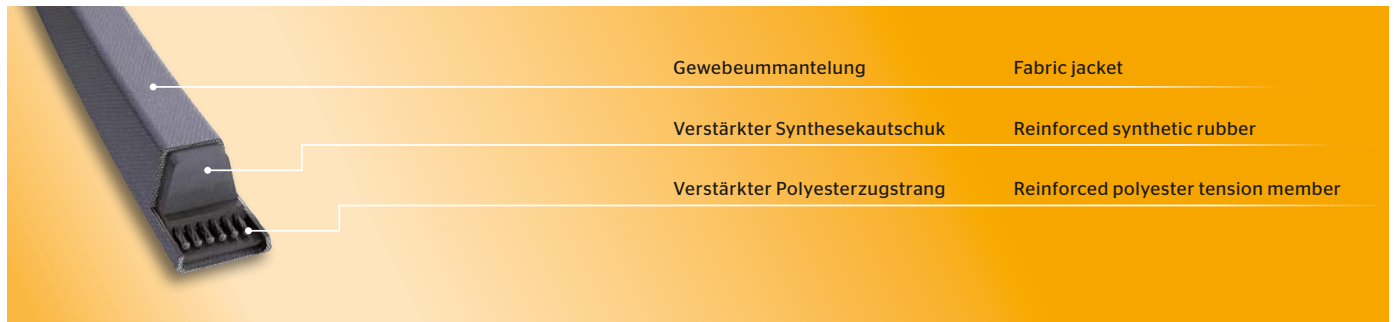 Gewebeummantelung Fabric jacket
Verstärkter Synthesekautschuk Reinforced synthetic rubber
Verstärkter Polyesterzugstrang Reinforced polyester tension member